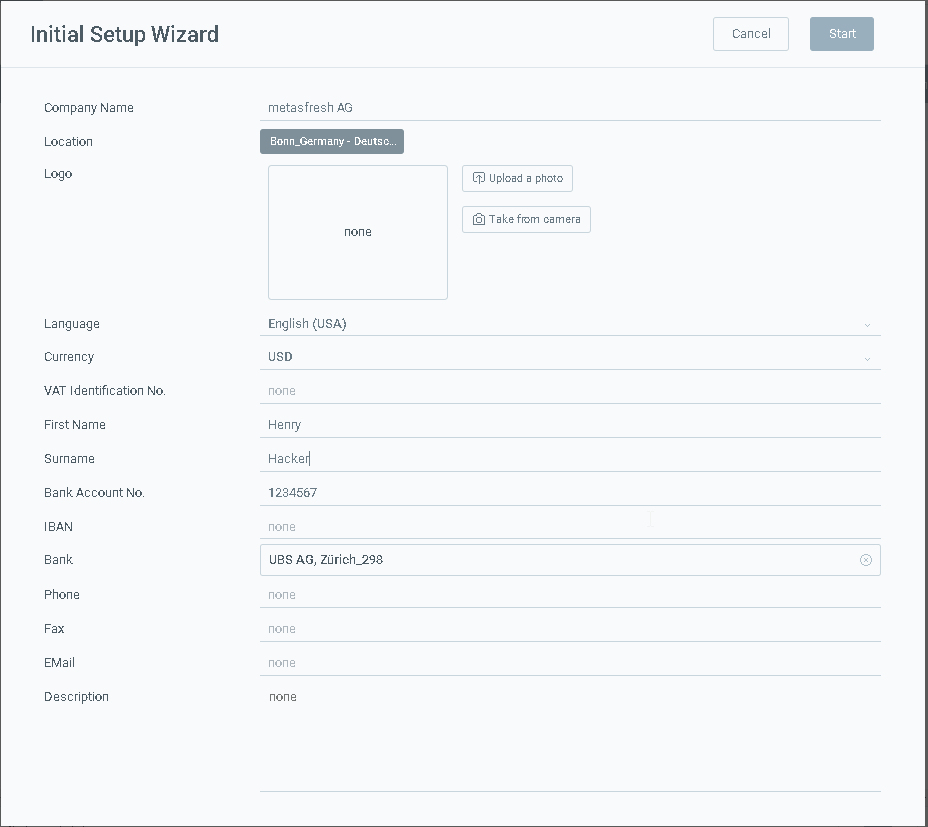 Initial Setup Wizard
Cancel
Start
Company Name
metasfresh AG
Location
Bonn_Germany - Deutsc...
Logo
none
Upload a photo
Take from camera
Language
English (USA)
Currency
USD
VAT Identification No.
none
First Name
Henry
Surname
Hacker
Bank Account No.
1234567
IBAN
none
Bank
UBS AG, Zürich_298
Phone
none
Fax
none
EMail
none
Description
none